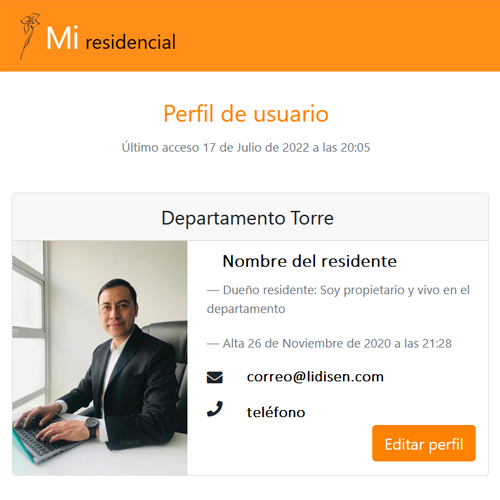 Mi residencial
Perfil de usuario
Último acceso 17 de Julio de 2022 a las 20:05
Departamento Torre
Nombre del residente
— Dueño residente: Soy propietario y vivo en el
departamento
— Alta 26 de Noviembre de 2020 a las 21:28
correo@lidisen.com
teléfono
Editar perfil